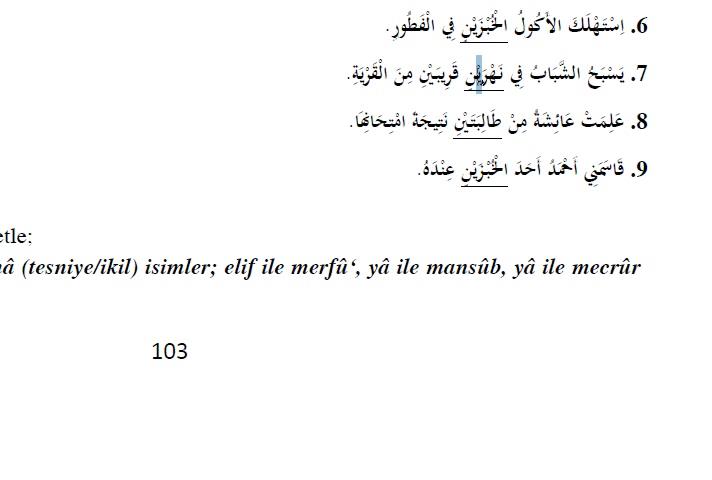 6. اِسْتَهْلَكَ الأَكُولُ الْخُبْزَيْنِ فِي الْفَطُورِ.
7. يَسْبَحُ الشَّبَابُ فِي نَهْرَيْنِ قَرِيبَيْنِ مِنَ الْقَرْيَةِ.
8. عَلِمَتْ عَائِشَةُ مِنْ طَالِبَتَيْنِ نَتِيجَةَ امْتِحَانِهَا.
9. قَاسَمَنِي أَحْمَدُ أَحَدَ الْخُبْزَيْنِ عِنْدَهُ.
etle;
â (tesniye/ikil) isimler; elif ile merfû‘, yâ ile mansûb, yâ ile mecrûr
103